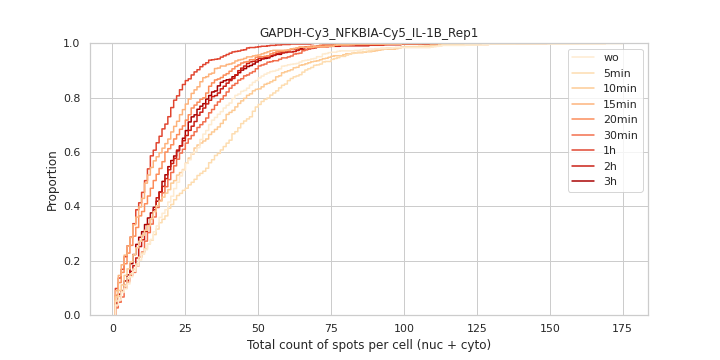 GAPDH-Cy3_NFKBIA-Cy5_IL-1B_Rep1
1.0
0.8
0.6
0.4
0.2
0.0
Proportion
wo
5min
10min
15min
20min
30min
1h
2h
3h
0 25 50 75 100 125 150 175
Total count of spots per cell (nuc + cyto)